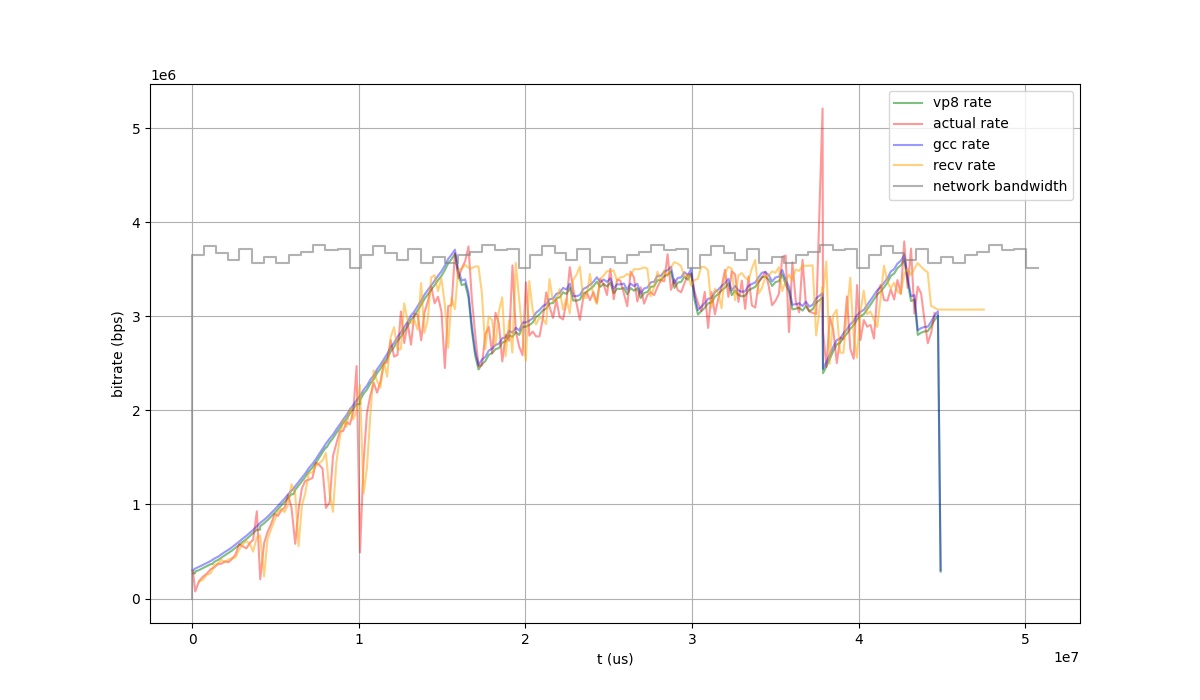 1e6
vp8 rate
actual rate
gcc rate
recv rate
network bandwidth
5
4
3
2
1
0
bitrate (bps)
0 1 2 3 4 5
t (us)
1e7